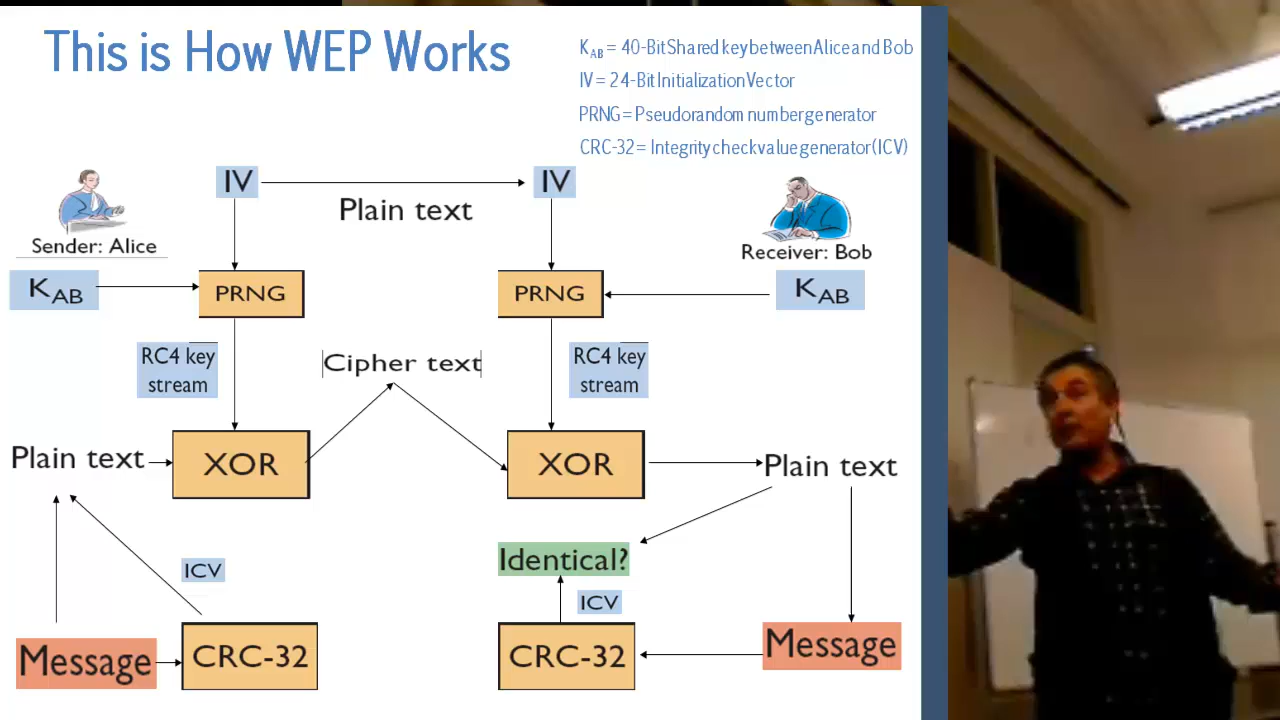 This is How WEP Works
K AB = 40-Bit Shared key between Alice and Bob
IV = 24-Bit Initialization Vector
PRNG = Pseudorandom number generator
CRC-32 = Integrity check value generator (ICV)
IV
IV
Plain text
Sender: Alice
Receiver: Bob
K AB
PRNG
PRNG
K AB
RC4 key
stream
Cipher text
RC4 key
stream
Plain text
XOR
XOR
Plain text
ICV
Identical?
ICV
Message
CRC-32
CRC-32
Message